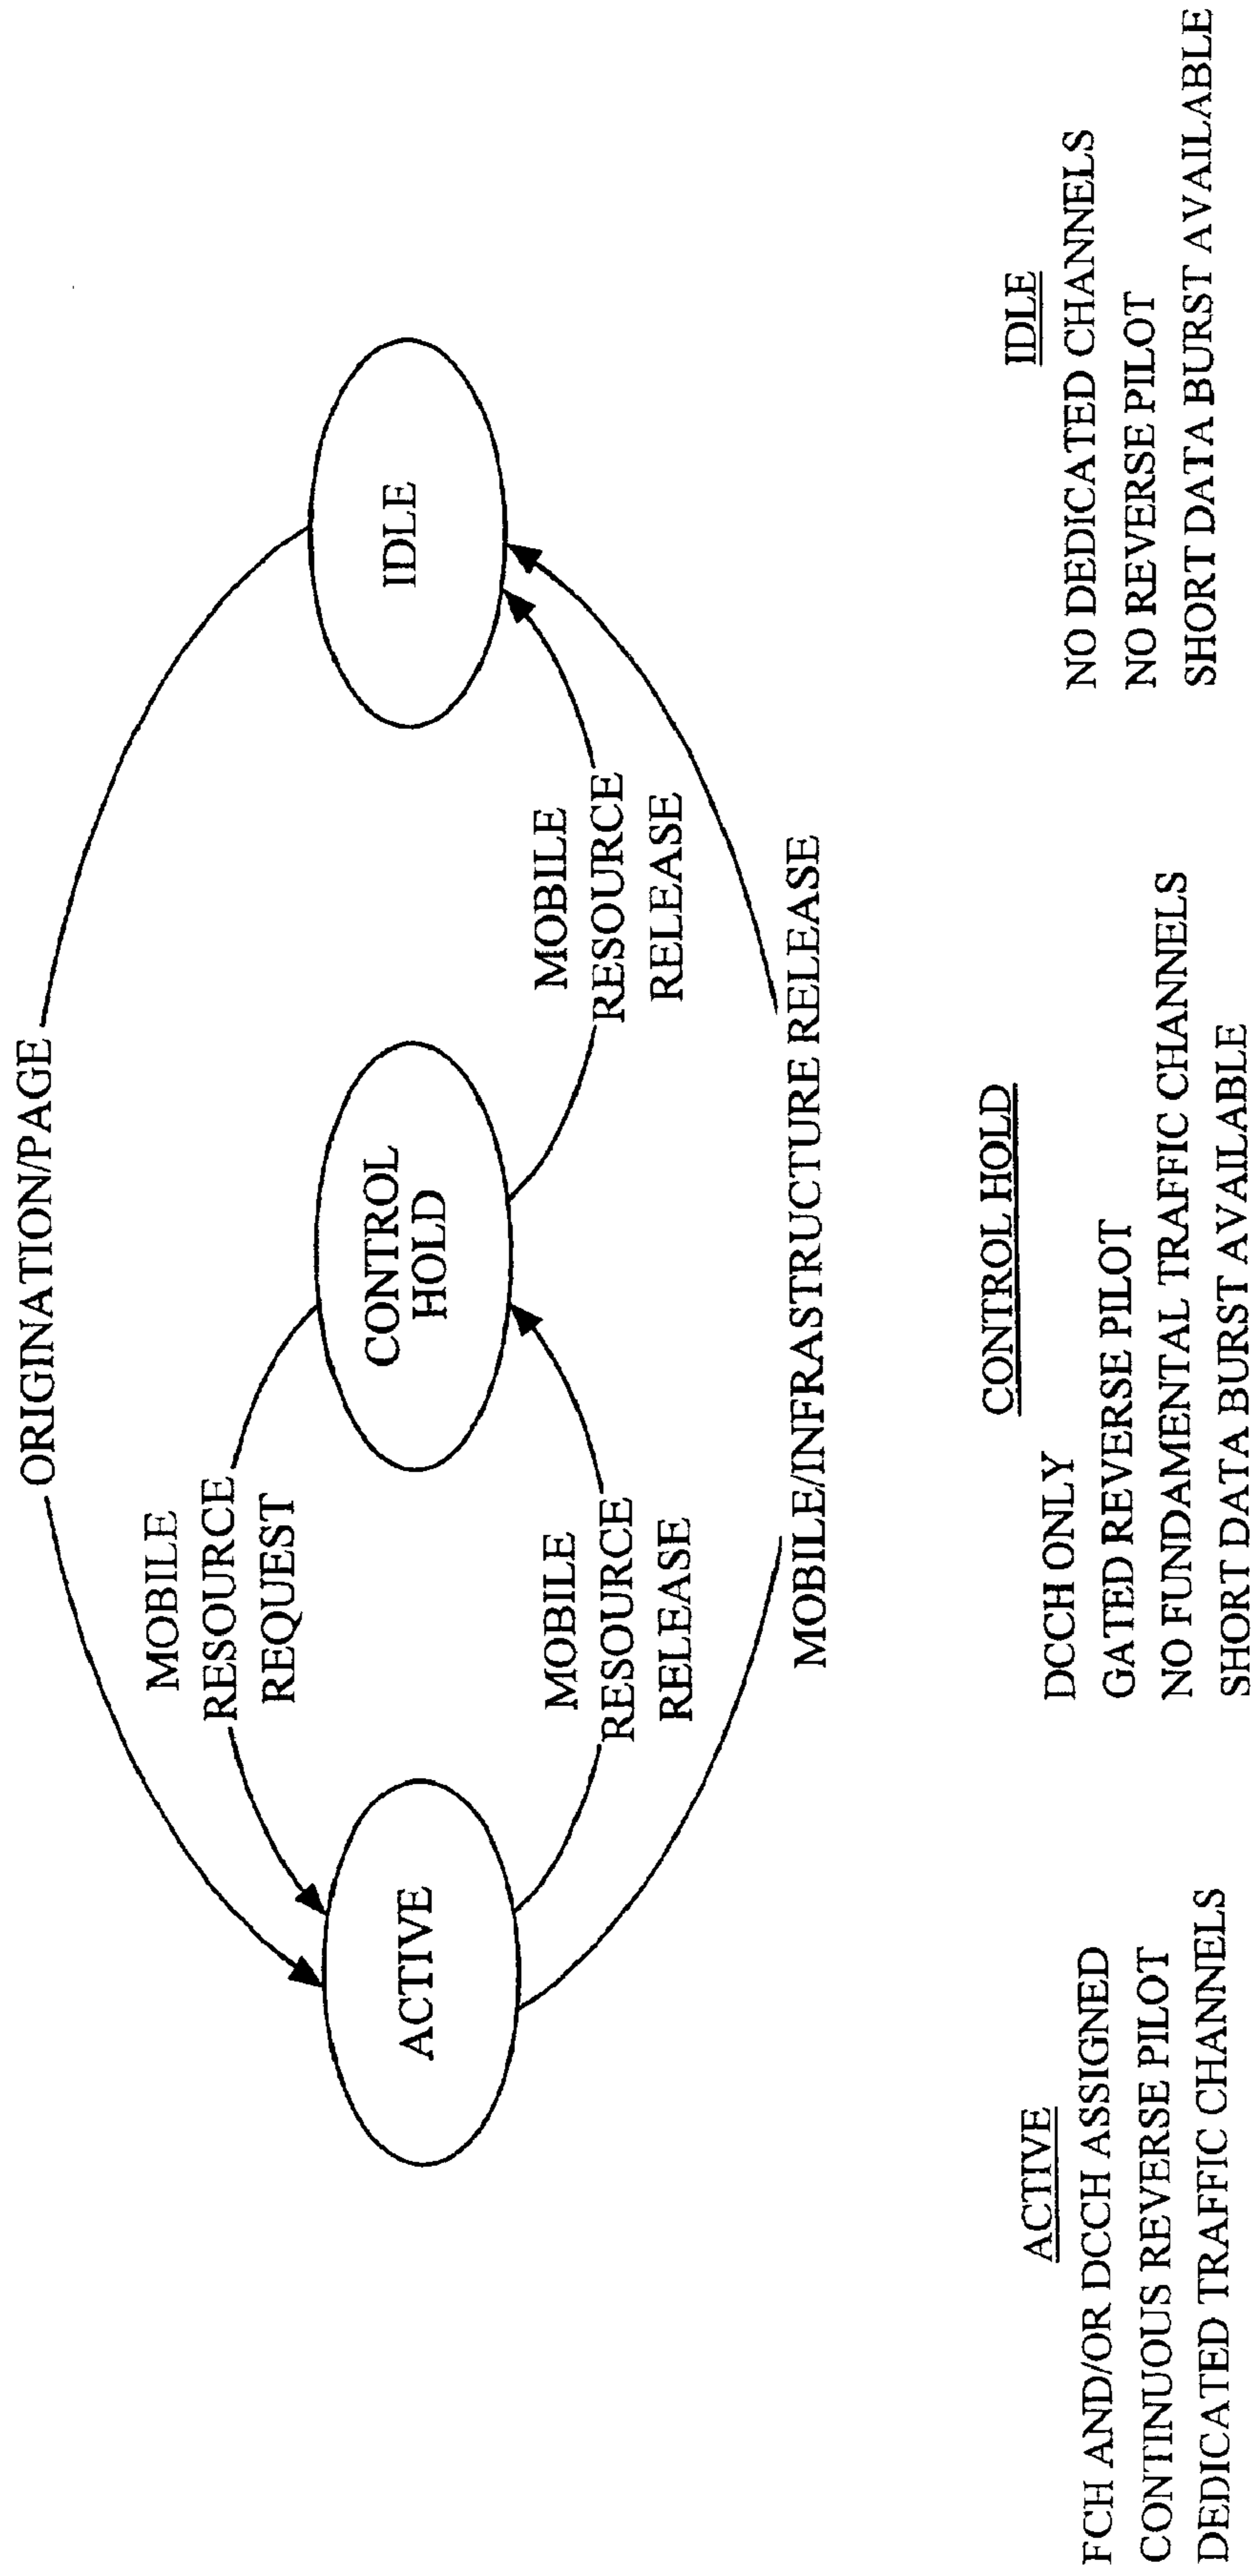 ORIGINATION/PAGE
MOBILE
RESOURCE
REQUEST
ACTIVE
CONTROL
HOLD
IDLE
MOBILE
RESOURCE
RELEASE
MOBILE
RESOURCE
RELEASE
MOBILE/INFRASTRUCTURE RELEASE
ACTIVE
FCH AND/OR DCCH ASSIGNED
CONTINUOUS REVERSE PILOT
DEDICATED TRAFFIC CHANNELS
CONTROL HOLD
DCCH ONLY
GATED REVERSE PILOT
NO FUNDAMENTAL TRAFFIC CHANNELS
SHORT DATA BURST AVAILABLE
IDLE
NO DEDICATED CHANNELS
NO REVERSE PILOT
SHORT DATA BURST AVAILABLE